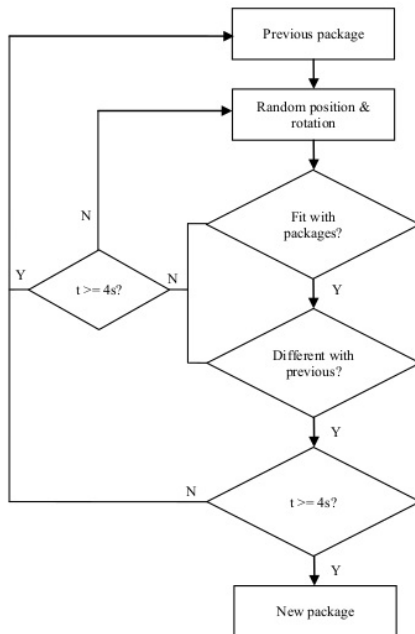 Previous package
Random position &
rotation
N
Fit with
packages?
Y
N
t >= 4s?
Y
Different with
previous?
Y
N
t >= 4s?
Y
New package